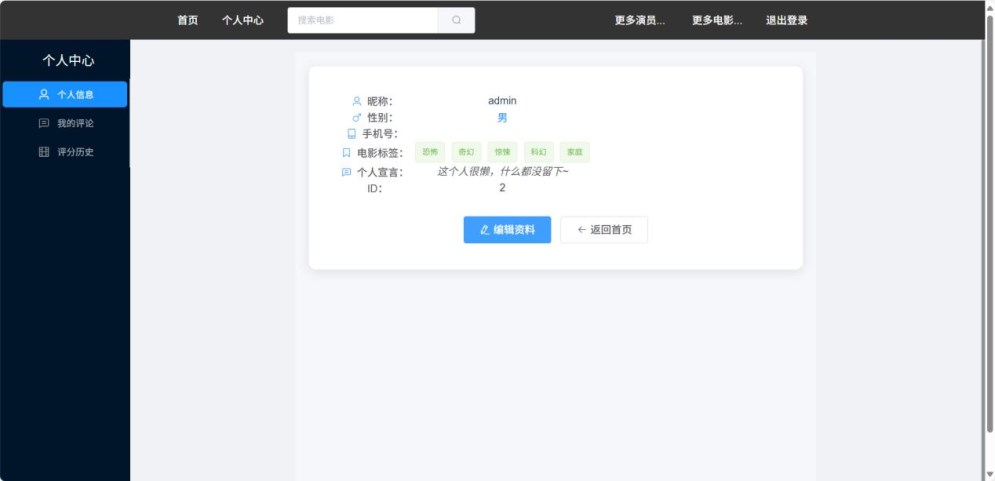 首页 个人中心 搜索电影 更多演员... 更多电影... 退出登录
个人中心
个人信息
我的评论
评分历史
昵称： admin
性别： 男
手机号：
电影标签： 恐怖 奇幻 惊悚 科幻 家庭
个人宣言： 这个人很懒，什么都没留下~
ID： 2
编辑资料 返回首页